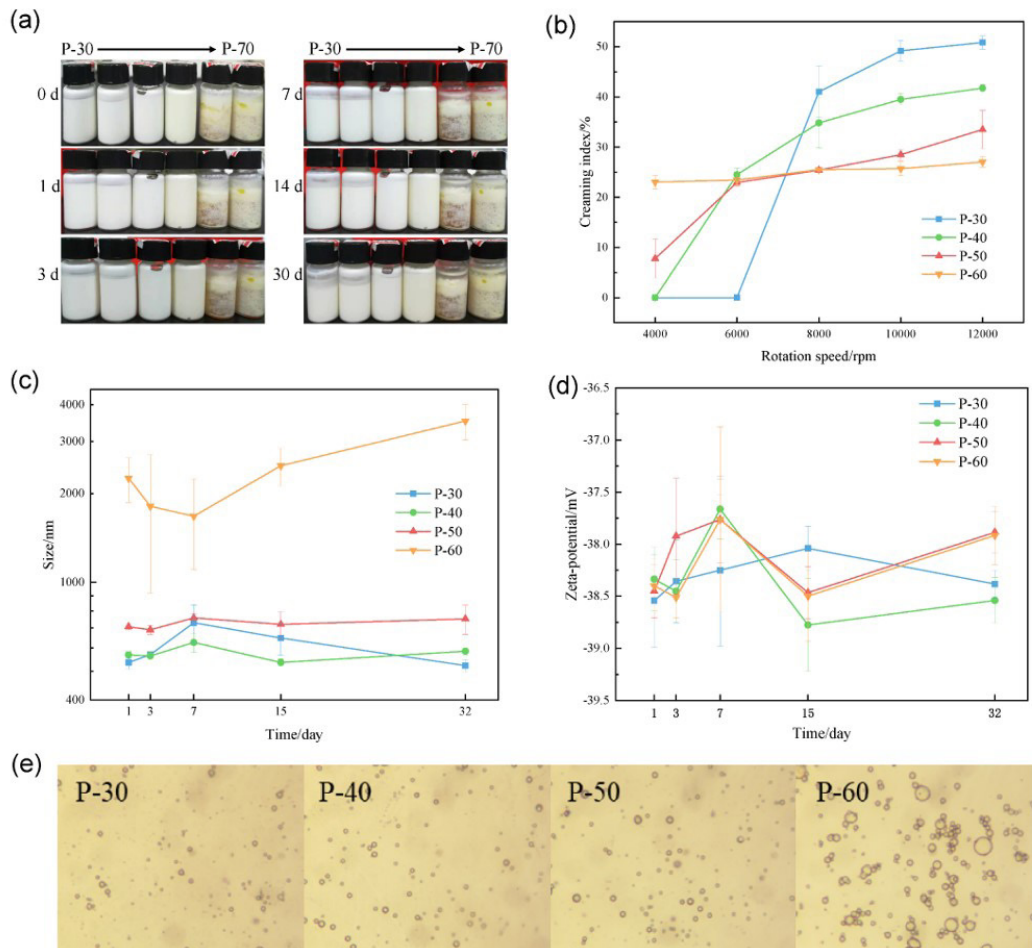 (a)
P-30 P-70
0 d
1 d
3 d
P-30 P-70
7 d
14 d
30 d
(b)
Creaming index/%
50
40
30
20
10
0
4000 6000 8000 10000 12000
Rotation speed/rpm
P-30
P-40
P-50
P-60
(c)
Size/nm
4000
3000
2000
1000
400
1 3 7 15 32
Time/day
P-30
P-40
P-50
P-60
(d)
Zeta-potential/mV
-36.5
-37.0
-37.5
-38.0
-38.5
-39.0
-39.5
1 3 7 15 32
Time/day
P-30
P-40
P-50
P-60
(e)
P-30 P-40 P-50 P-60